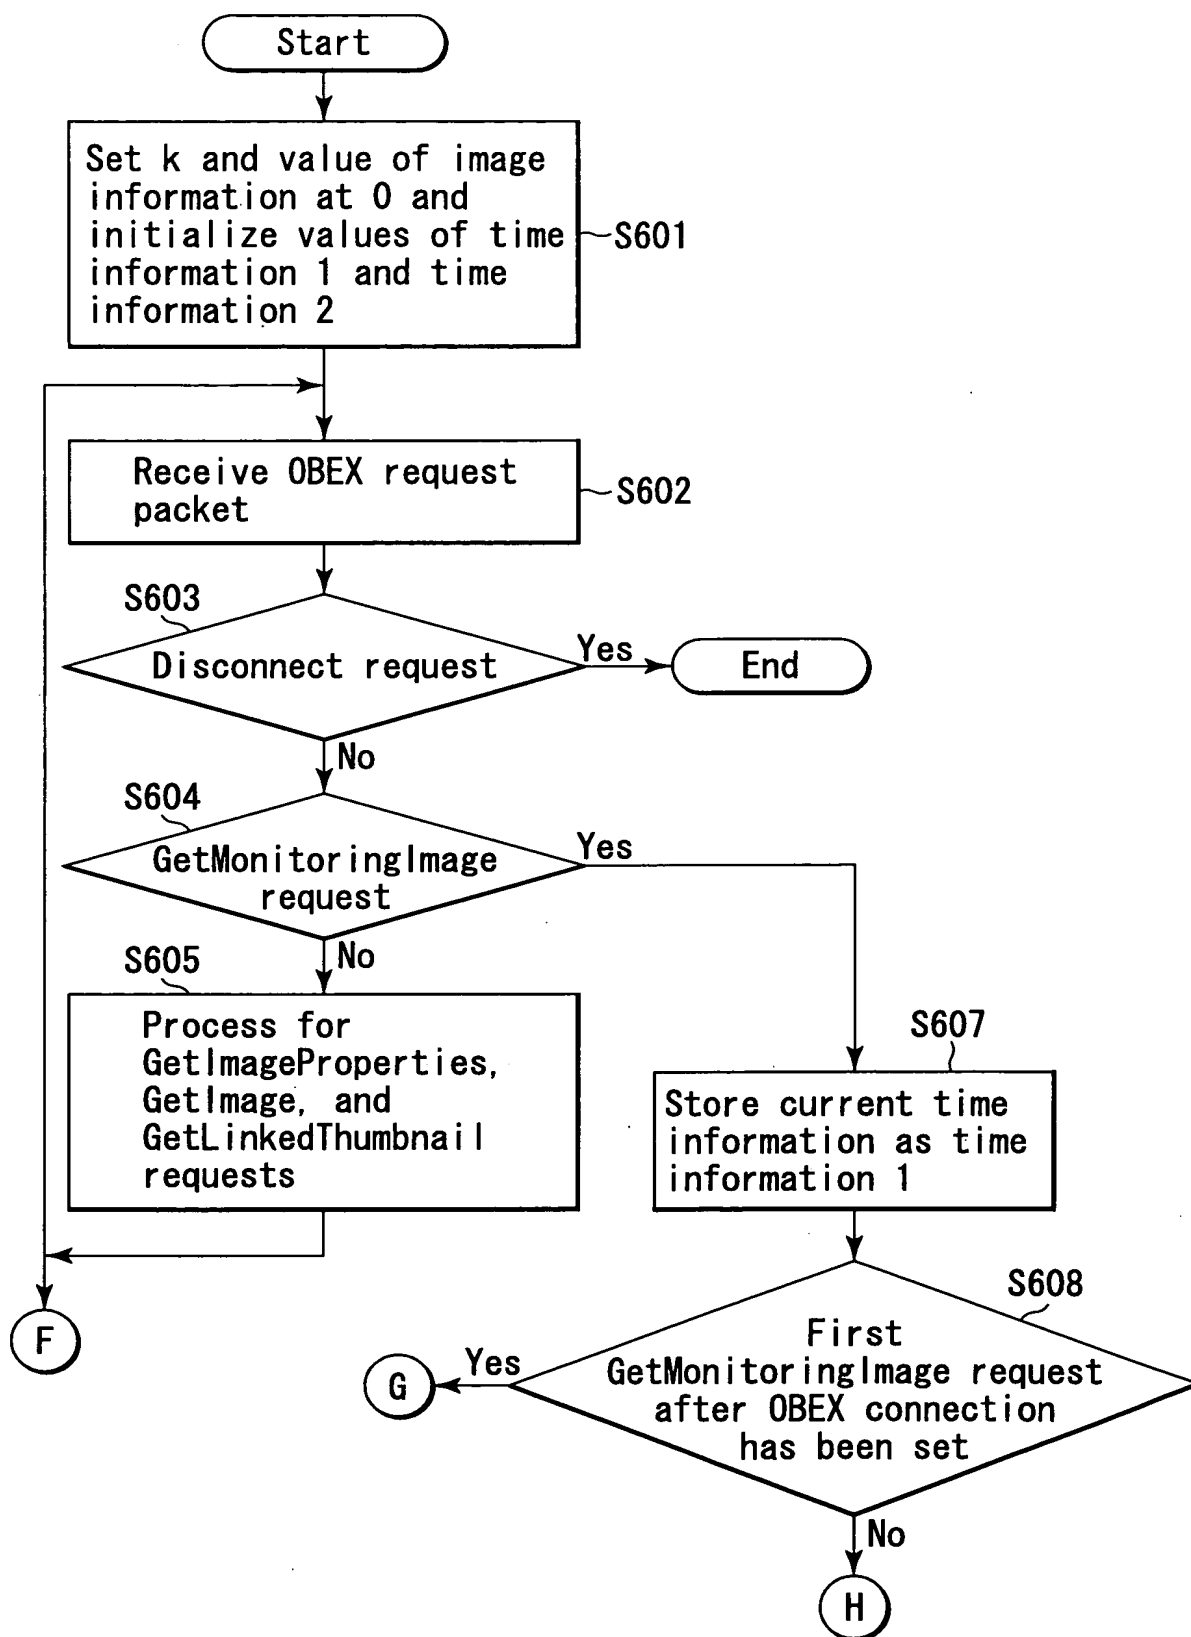 Start
Set k and value of image
information at 0 and
initialize values of time
information 1 and time
information 2
S601
Receive OBEX request
packet
S602
S603
Disconnect request
Yes
End
No
S604
GetMonitoringImage
request
Yes
No
S605
Process for
GetImageProperties,
GetImage, and
GetLinkedThumbnail
requests
S607
Store current time
information as time
information 1
F
S608
First
GetMonitoringImage request
after OBEX connection
has been set
Yes
G
No
H